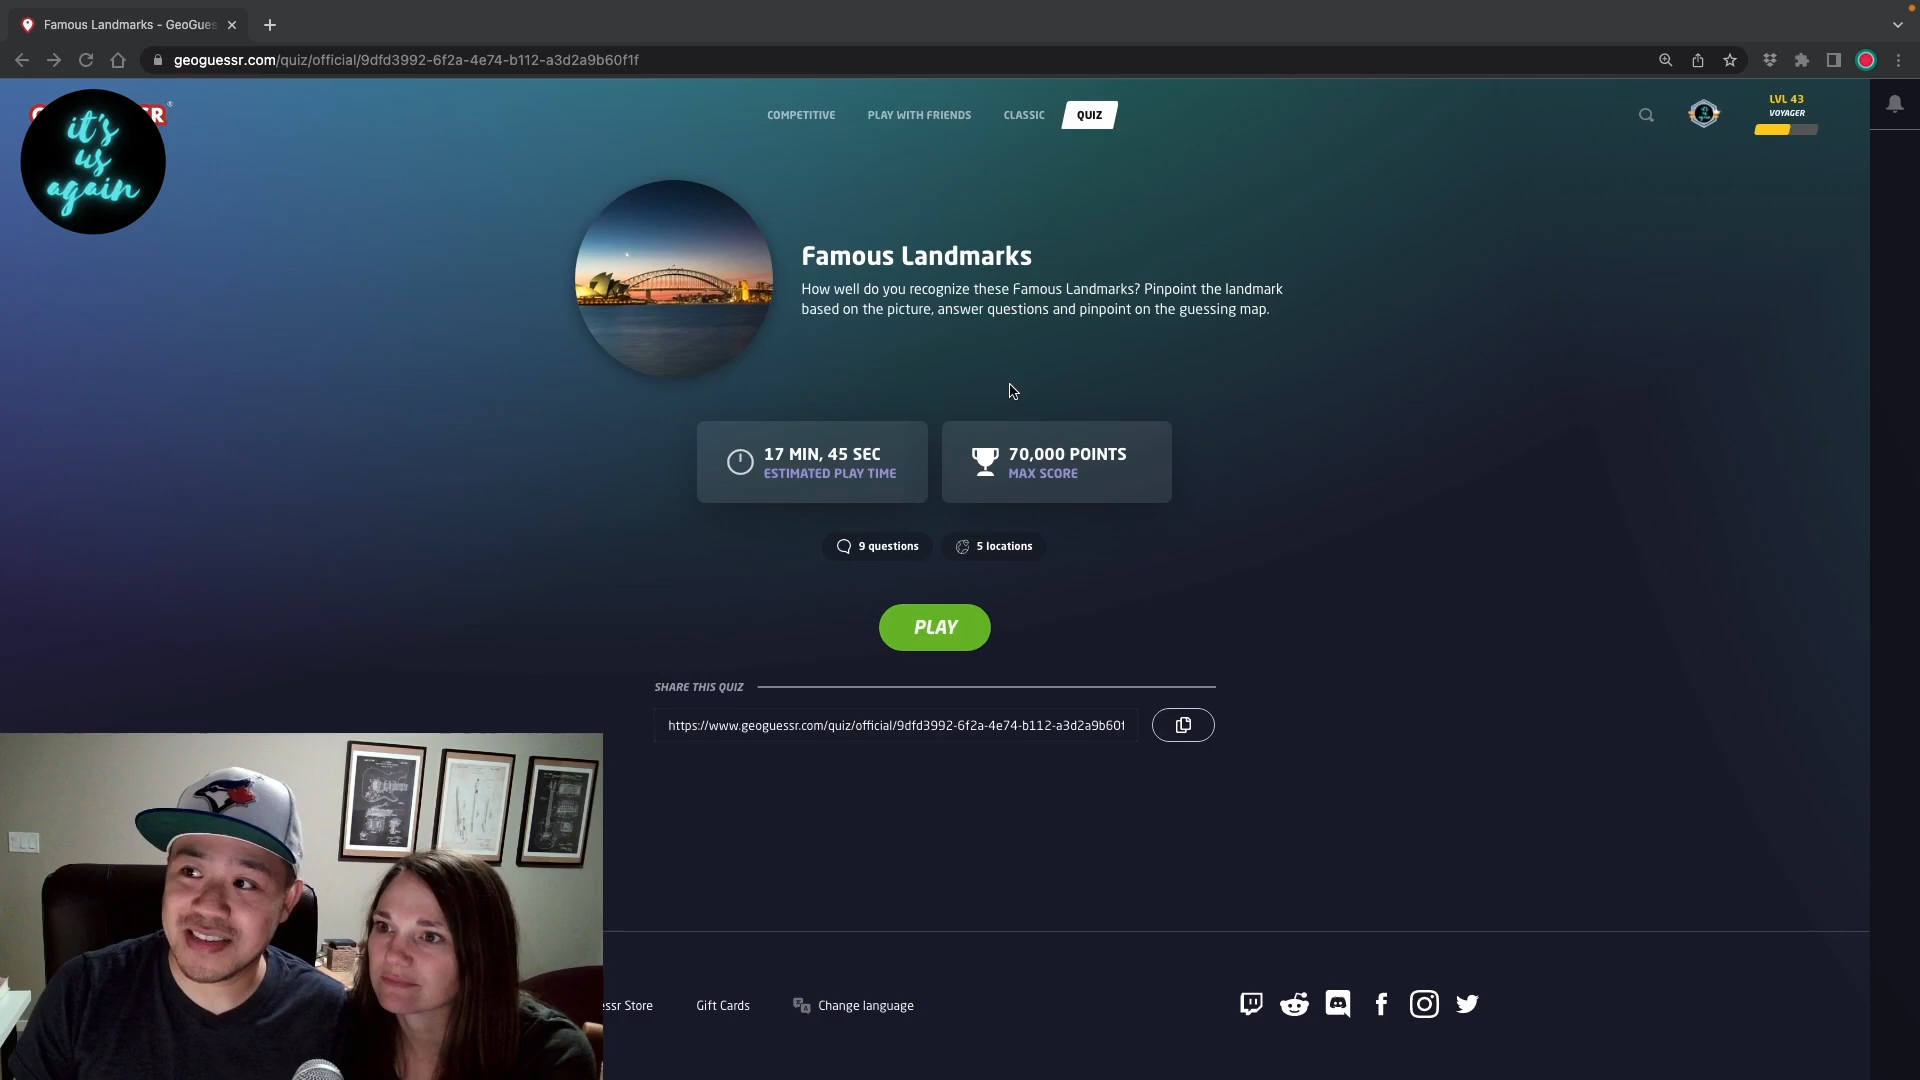 Famous Landmarks - GeoGues
geoguessr.com/quiz/official/9dfd3992-6f2a-4e74-b112-a3d2a9b60f1f
it's
us
again
COMPETITIVE
PLAY WITH FRIENDS
CLASSIC
QUIZ
LVL 43
VOYAGER
Famous Landmarks
How well do you recognize these Famous Landmarks? Pinpoint the landmark
based on the picture, answer questions and pinpoint on the guessing map.
17 MIN, 45 SEC
ESTIMATED PLAY TIME
70,000 POINTS
MAX SCORE
9 questions
5 locations
PLAY
SHARE THIS QUIZ
https://www.geoguessr.com/quiz/official/9dfd3992-6f2a-4e74-b112-a3d2a9b60f
essr Store
Gift Cards
Change language